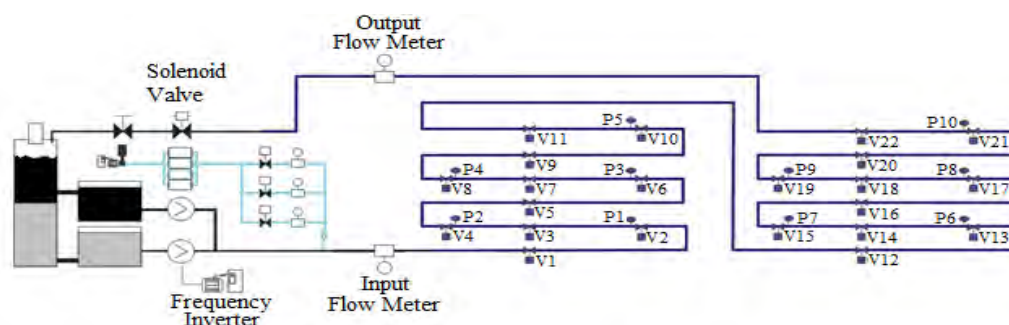 Output
Flow Meter
Solenoid
Valve
P5
P10
V11
V10
V22
V21
V9
V20
P4
P3
P9
P8
V8
V7
V6
V19
V18
V17
V5
V16
P2
P1
P7
P6
V4
V3
V2
V15
V14
V13
V1
V12
Frequency
Inverter
Input
Flow Meter